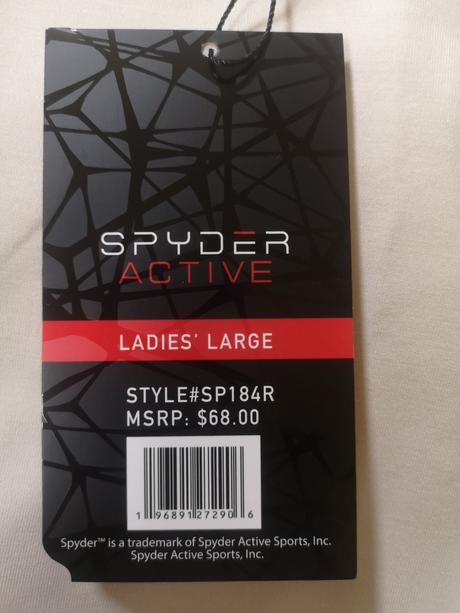 SPYDER
ACTIVE
LADIES' LARGE
STYLE#SP184R
MSRP: $68.00
1 96891 27290 6
Spyder™ is a trademark of Spyder Active Sports, Inc.
Spyder Active Sports, Inc.